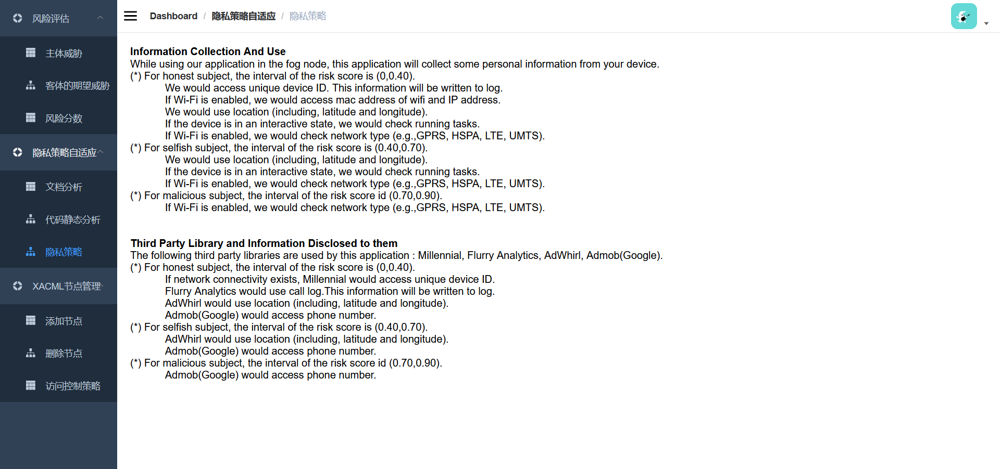 风险评估
主体威胁
客体的期望威胁
风险分数
隐私策略自适应
文档分析
代码静态分析
隐私策略
XACML节点管理
添加节点
删除节点
访问控制策略
Dashboard / 隐私策略自适应 / 隐私策略
Information Collection And Use
While using our application in the fog node, this application will collect some personal information from your device.
(*) For honest subject, the interval of the risk score is (0,0.40).
We would access unique device ID. This information will be written to log.
If Wi-Fi is enabled, we would access mac address of wifi and IP address.
We would use location (including, latitude and longitude).
If the device is in an interactive state, we would check running tasks.
If Wi-Fi is enabled, we would check network type (e.g.,GPRS, HSPA, LTE, UMTS).
(*) For selfish subject, the interval of the risk score is (0.40,0.70).
We would use location (including, latitude and longitude).
If the device is in an interactive state, we would check running tasks.
If Wi-Fi is enabled, we would check network type (e.g.,GPRS, HSPA, LTE, UMTS).
(*) For malicious subject, the interval of the risk score id (0.70,0.90).
If Wi-Fi is enabled, we would check network type (e.g.,GPRS, HSPA, LTE, UMTS).
Third Party Library and Information Disclosed to them
The following third party libraries are used by this application : Millennial, Flurry Analytics, AdWhirl, Admob(Google).
(*) For honest subject, the interval of the risk score is (0,0.40).
If network connectivity exists, Millennial would access unique device ID.
Flurry Analytics would use call log.This information will be written to log.
AdWhirl would use location (including, latitude and longitude).
Admob(Google) would access phone number.
(*) For selfish subject, the interval of the risk score is (0.40,0.70).
AdWhirl would use location (including, latitude and longitude).
Admob(Google) would access phone number.
(*) For malicious subject, the interval of the risk score id (0.70,0.90).
Admob(Google) would access phone number.